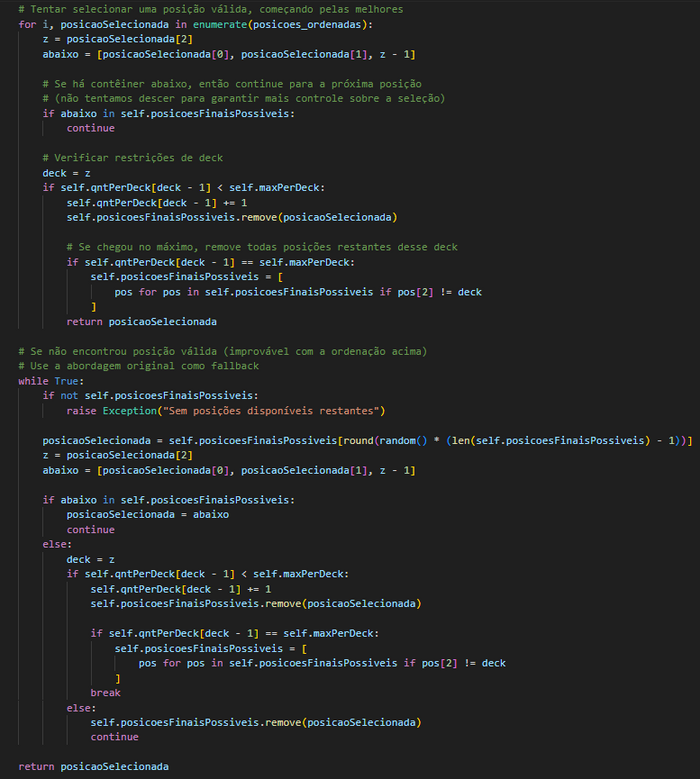 # Tentar selecionar uma posição válida, começando pelas melhores
for i, posicaoSelecionada in enumerate(posicoes_ordenadas):
    z = posicaoSelecionada[2]
    abaixo = [posicaoSelecionada[0], posicaoSelecionada[1], z - 1]

    # Se há contêiner abaixo, então continue para a próxima posição
    # (não tentamos descer para garantir mais controle sobre a seleção)
    if abaixo in self.posicoesFinaisPossiveis:
        continue

    # Verificar restrições de deck
    deck = z
    if self.qntPerDeck[deck - 1] < self.maxPerDeck:
        self.qntPerDeck[deck - 1] += 1
        self.posicoesFinaisPossiveis.remove(posicaoSelecionada)

        # Se chegou no máximo, remove todas posições restantes desse deck
        if self.qntPerDeck[deck - 1] == self.maxPerDeck:
            self.posicoesFinaisPossiveis = [
                pos for pos in self.posicoesFinaisPossiveis if pos[2] != deck
            ]
        return posicaoSelecionada

# Se não encontrou posição válida (improvável com a ordenação acima)
# Use a abordagem original como fallback
while True:
    if not self.posicoesFinaisPossiveis:
        raise Exception("Sem posições disponíveis restantes")

    posicaoSelecionada = self.posicoesFinaisPossiveis[round(random() * (len(self.posicoesFinaisPossiveis) - 1))]
    z = posicaoSelecionada[2]
    abaixo = [posicaoSelecionada[0], posicaoSelecionada[1], z - 1]

    if abaixo in self.posicoesFinaisPossiveis:
        posicaoSelecionada = abaixo
        continue
    else:
        deck = z
        if self.qntPerDeck[deck - 1] < self.maxPerDeck:
            self.qntPerDeck[deck - 1] += 1
            self.posicoesFinaisPossiveis.remove(posicaoSelecionada)

            if self.qntPerDeck[deck - 1] == self.maxPerDeck:
                self.posicoesFinaisPossiveis = [
                    pos for pos in self.posicoesFinaisPossiveis if pos[2] != deck
                ]
            break
        else:
            self.posicoesFinaisPossiveis.remove(posicaoSelecionada)
            continue

return posicaoSelecionada